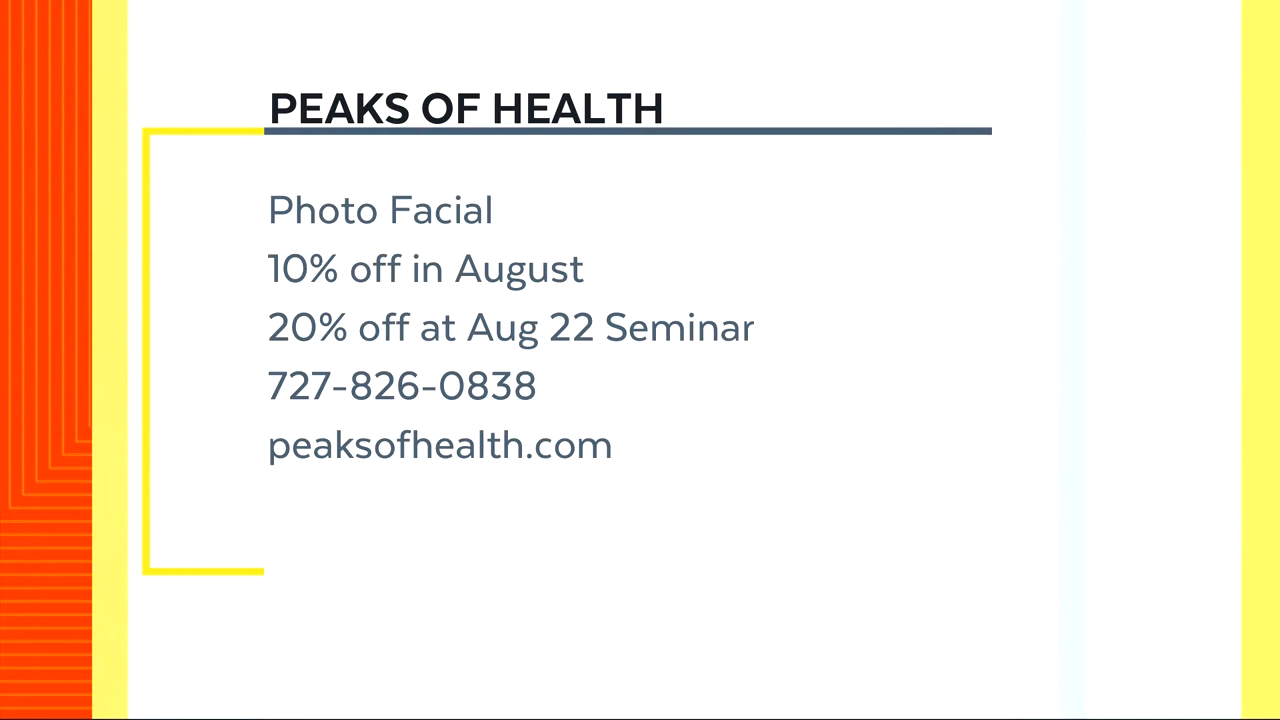 PEAKS OF HEALTH
Photo Facial
10% off in August
20% off at Aug 22 Seminar
727-826-0838
peaksofhealth.com